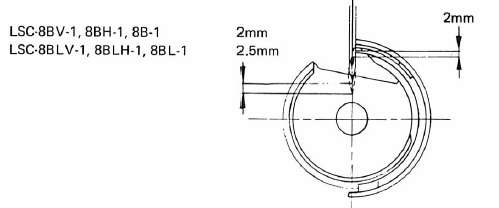 2mm
LSC-8BV-1, 8BH-1, 8B-1 2mm
LSC-8BLV-1, 8BLH-1, 8BL-1 2.5mm